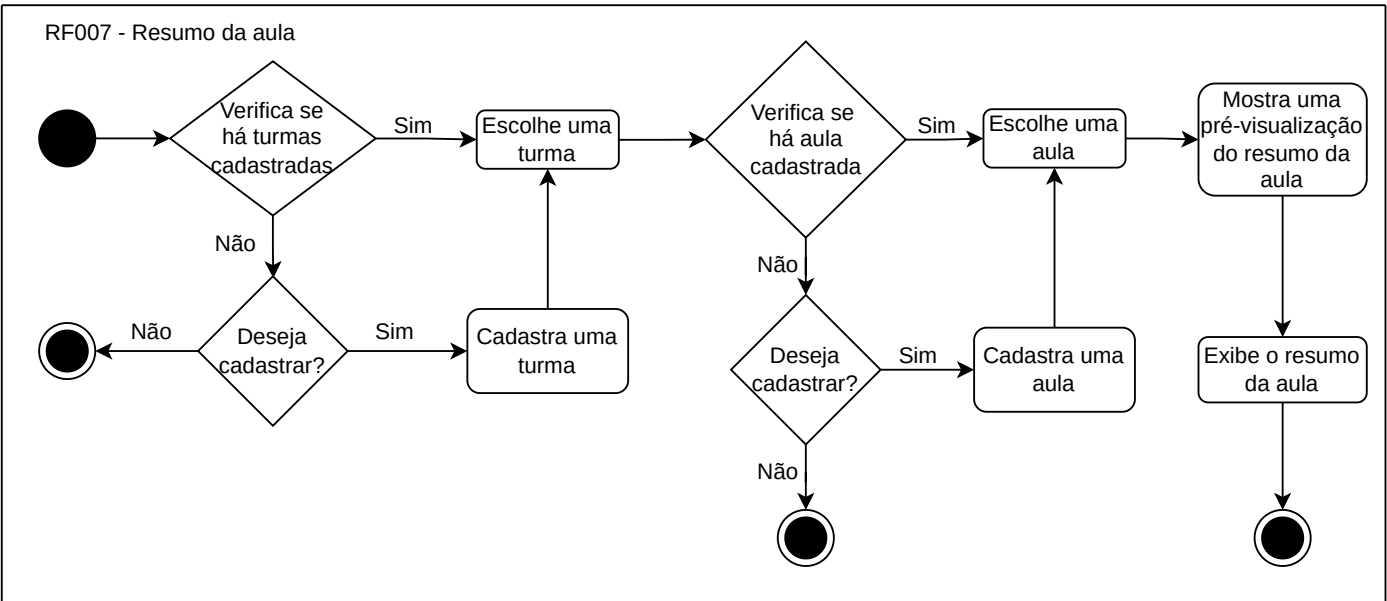 RF007 - Resumo da aula
Verifica se
há turmas
cadastradas
Sim
Escolhe uma
turma
Verifica se
há aula
cadastrada
Sim
Escolhe uma
aula
Mostra uma
pré-visualização
do resumo da
aula
Não
Não
Não
Deseja
cadastrar?
Sim
Cadastra uma
turma
Deseja
cadastrar?
Sim
Cadastra uma
aula
Exibe o resumo
da aula
Não